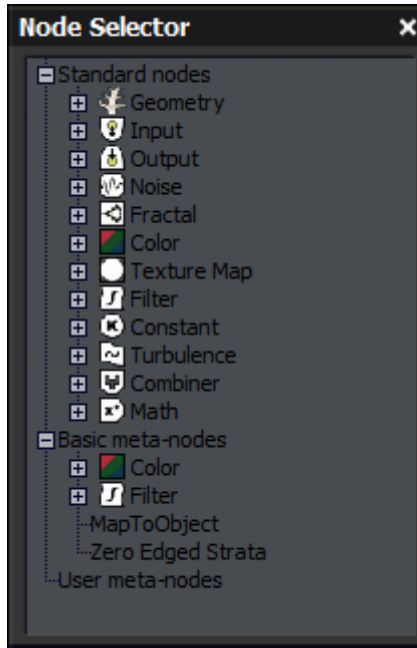 Node Selector
Standard nodes
Geometry
Input
Output
Noise
Fractal
Color
Texture Map
Filter
Constant
Turbulence
Combiner
Math
Basic meta-nodes
Color
Filter
MapToObject
Zero Edged Strata
User meta-nodes